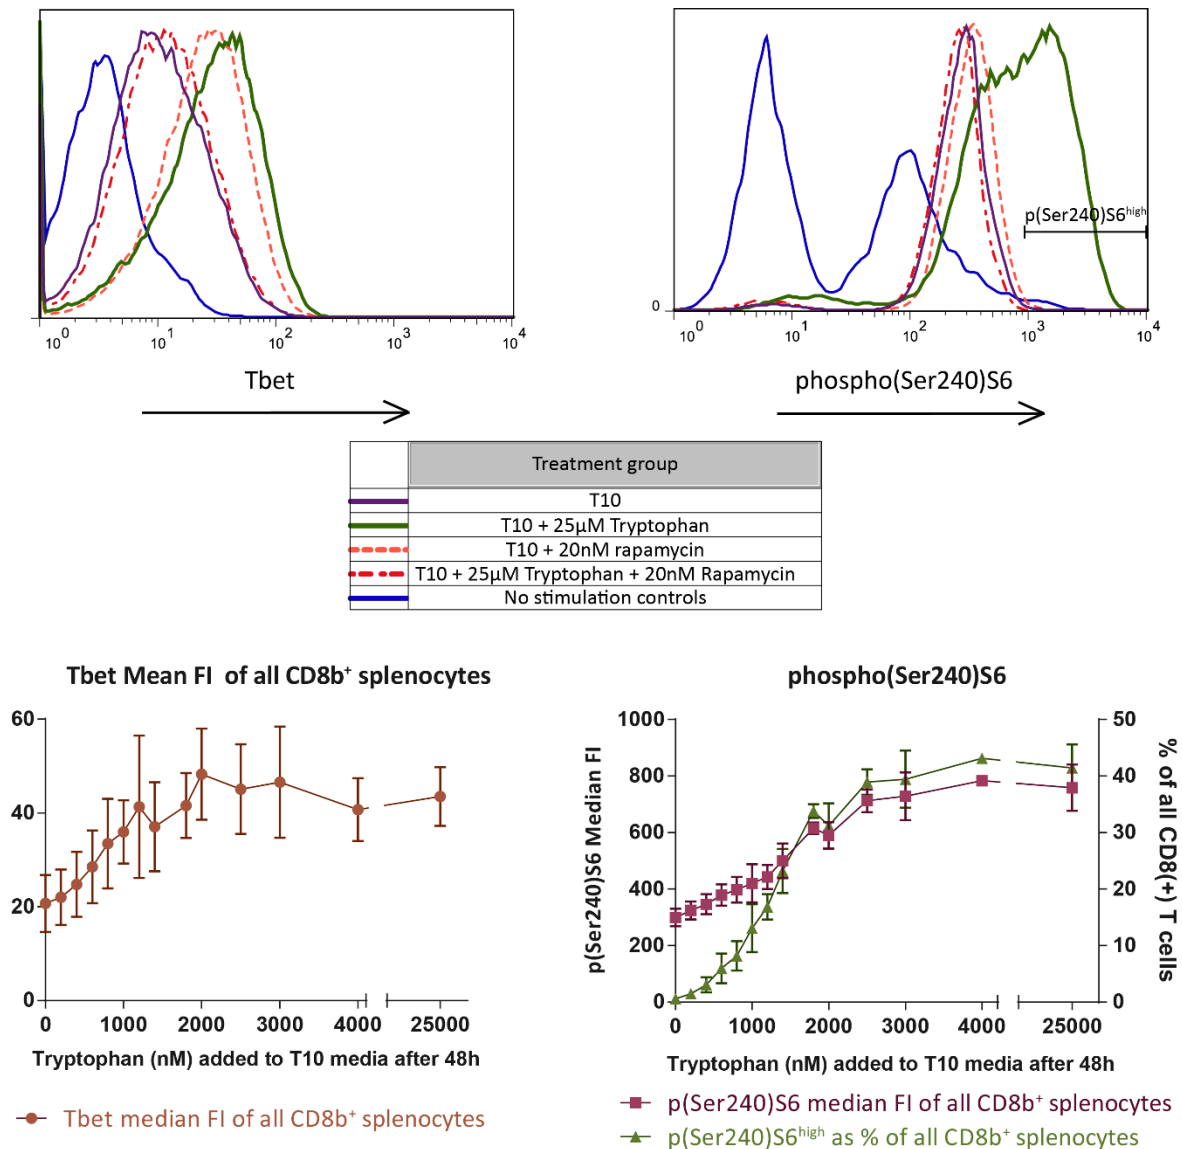 p(Ser240)S6high
0
10⁰ 10¹ 10² 10³ 10⁴
10⁰ 10¹ 10² 10³ 10⁴
Tbet
phospho(Ser240)S6
Treatment group
T10
T10 + 25µM Tryptophan
T10 + 20nM rapamycin
T10 + 25µM Tryptophan + 20nM Rapamycin
No stimulation controls
Tbet Mean FI of all CD8b⁺ splenocytes
60
40
20
0
0 1000 2000 3000 4000 25000
Tryptophan (nM) added to T10 media after 48h
Tbet median FI of all CD8b⁺ splenocytes
phospho(Ser240)S6
p(Ser240)S6 Median FI
1000
800
600
400
200
0
50
40
30
20
10
0
% of all CD8(+) T cells
0 1000 2000 3000 4000 25000
Tryptophan (nM) added to T10 media after 48h
p(Ser240)S6 median FI of all CD8b⁺ splenocytes
p(Ser240)S6high as % of all CD8b⁺ splenocytes